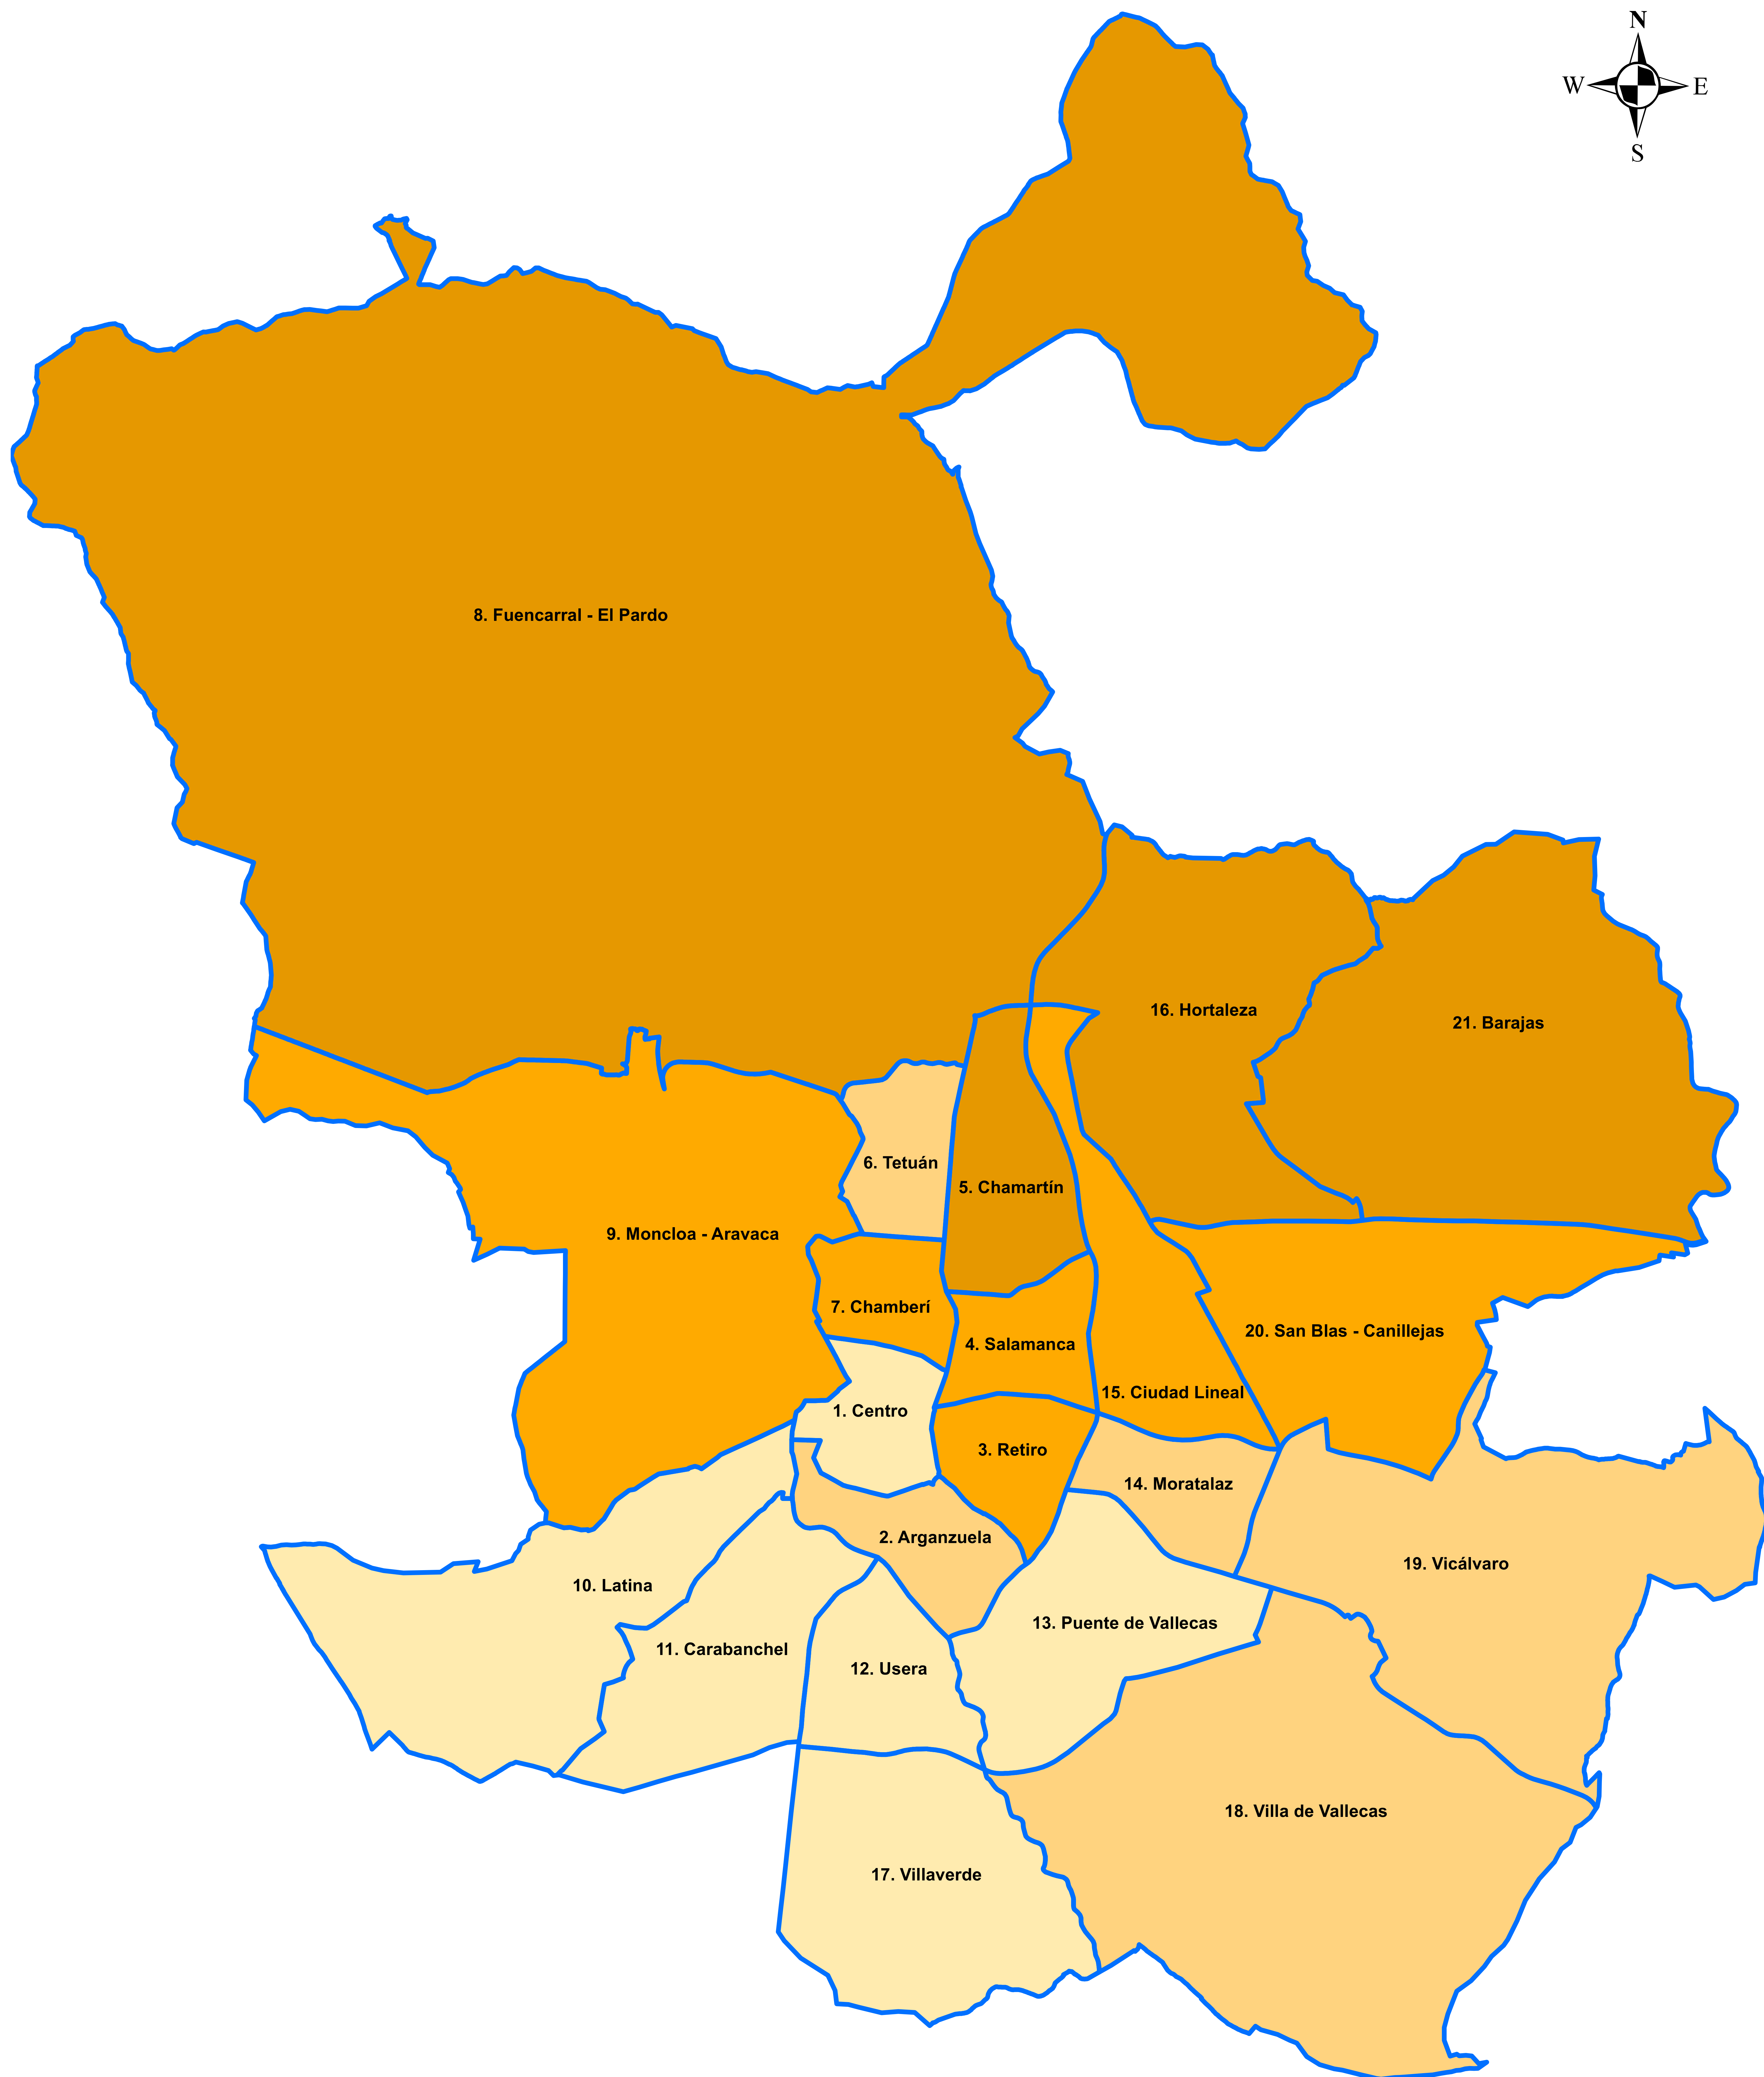 N
W
E
S
8. Fuencarral - El Pardo
16. Hortaleza
21. Barajas
6. Tetuán
5. Chamartín
9. Moncloa - Aravaca
7. Chamberí
20. San Blas - Canillejas
4. Salamanca
15. Ciudad Lineal
1. Centro
3. Retiro
14. Moratalaz
2. Arganzuela
19. Vicálvaro
10. Latina
13. Puente de Vallecas
11. Carabanchel
12. Usera
18. Villa de Vallecas
17. Villaverde